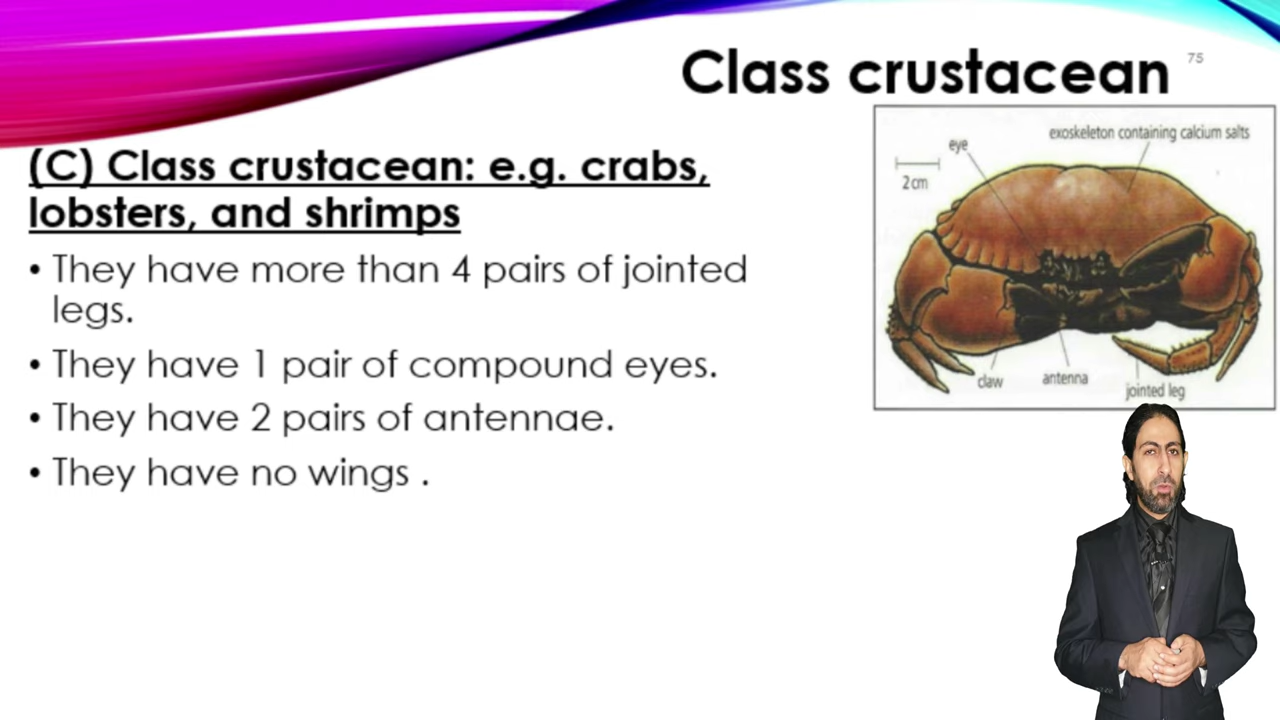 Class crustacean
75
(C) Class crustacean: e.g. crabs,
lobsters, and shrimps
• They have more than 4 pairs of jointed
legs.
• They have 1 pair of compound eyes.
• They have 2 pairs of antennae.
• They have no wings .
exoskeleton containing calcium salts
eye
2 cm
claw
antenna
jointed leg